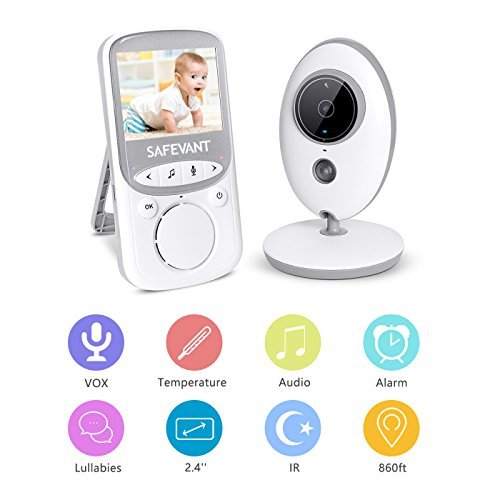 SAFEVANT
OK
VOX
Temperature
Audio
Alarm
Lullabies
2.4''
IR
860ft